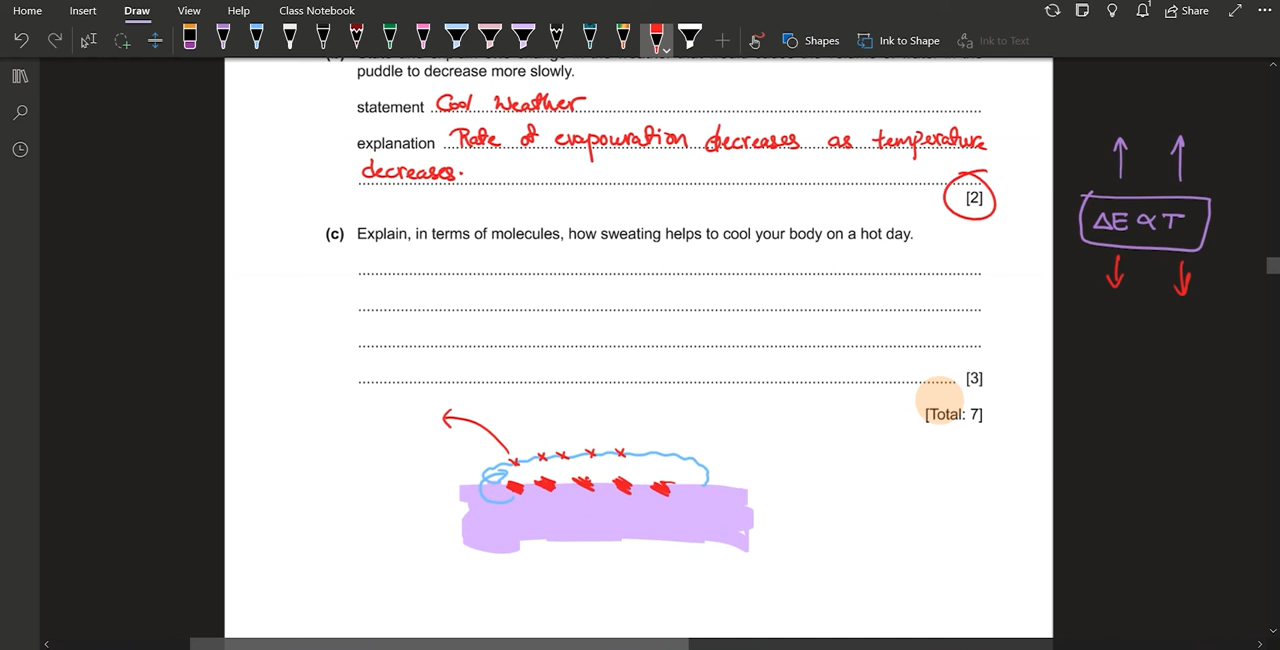 Home Insert Draw View Help Class Notebook Share
Shapes Ink to Shape Ink to Text
puddle to decrease more slowly.
statement Cool Weather
explanation Rate of evapouration decreases as temperature
decreases.
[2]
ΔE ∝ T
(c) Explain, in terms of molecules, how sweating helps to cool your body on a hot day.
[3]
[Total: 7]